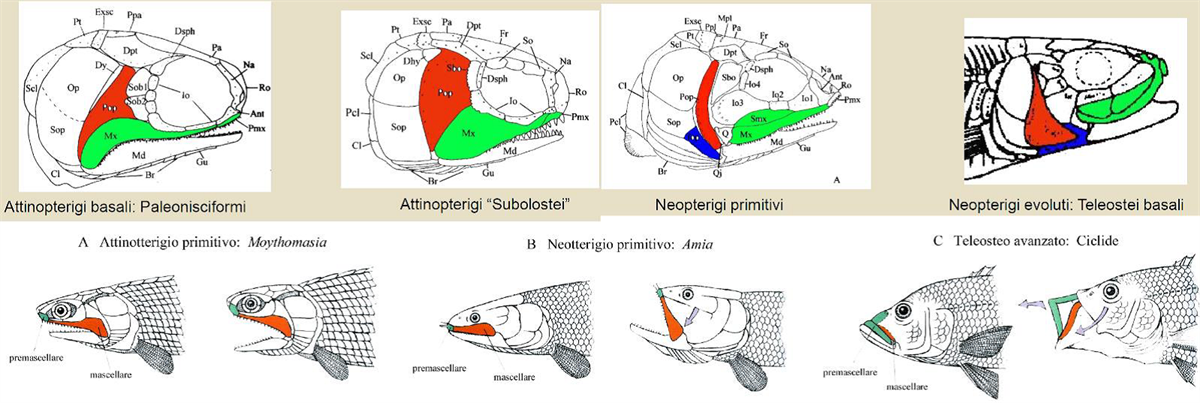 Pt
Exsc
Ppa
Dsph
Dpt
Pa
Dy
Na
Scl
Op
Sob1
Sob2
Io
Ro
Pop
Ant
Sop
Mx
Pmx
Md
Cl
Br
Gu
Attinopterigi basali: Paleonisciformi
Exsc
Pa
Dpt
Pt
Fr
So
Scl
Dhy
Sbo
Na
Op
Dsph
Pop
Ro
Pcl
Io
Sop
Mx
Pmx
Cl
Md
Br
Gu
Attinopterigi “Subolostei”
Exsc
Ppl
Mpl
Pa
Pt
Fr
Scl
Dpt
So
Op
Sbo
Dsph
Na
Ant
Cl
Io4
Ro
Pop
Io3
Io2
Io1
Pmx
Pcl
Sop
Smx
Q
Mx
Md
Gu
Br
Qj
A
Neopterigi primitivi
Neopterigi evoluti: Teleostei basali
A Attinotterigio primitivo: Moythomasia
premascellare
mascellare
B Neotterigio primitivo: Amia
premascellare
mascellare
C Teleosteo avanzato: Ciclide
premascellare
mascellare